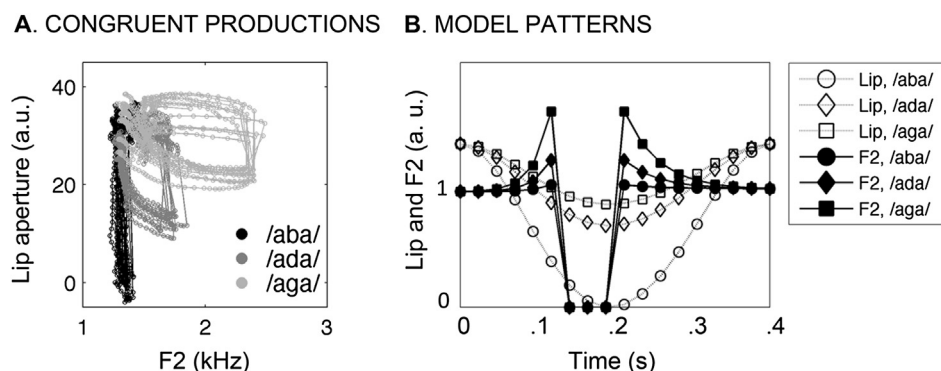 A. CONGRUENT PRODUCTIONS
Lip aperture (a.u.)
40
20
0
/aba/
/ada/
/aga/
1
2
3
F2 (kHz)
B. MODEL PATTERNS
Lip and F2 (a. u.)
1
0
0
.1
.2
.3
.4
Time (s)
Lip, /aba/
Lip, /ada/
Lip, /aga/
F2, /aba/
F2, /ada/
F2, /aga/